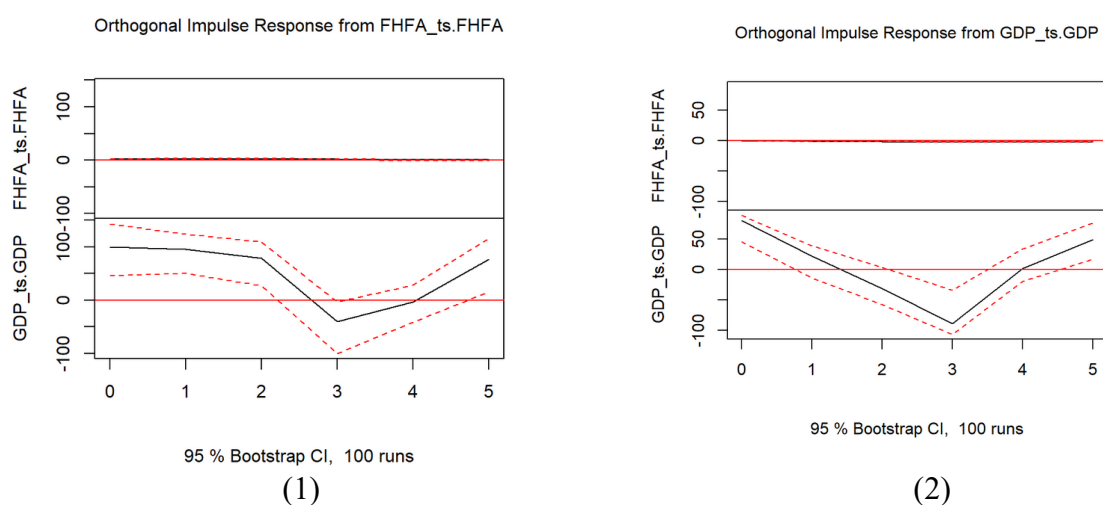 Orthogonal Impulse Response from FHFA_ts.FHFA
FHFA_ts.FHFA
100
0
-100
GDP_ts.GDP
100
0
-100
0 1 2 3 4 5
95 % Bootstrap CI, 100 runs
(1)
Orthogonal Impulse Response from GDP_ts.GDP
FHFA_ts.FHFA
50
0
-100
GDP_ts.GDP
50
0
-100
0 1 2 3 4 5
95 % Bootstrap CI, 100 runs
(2)